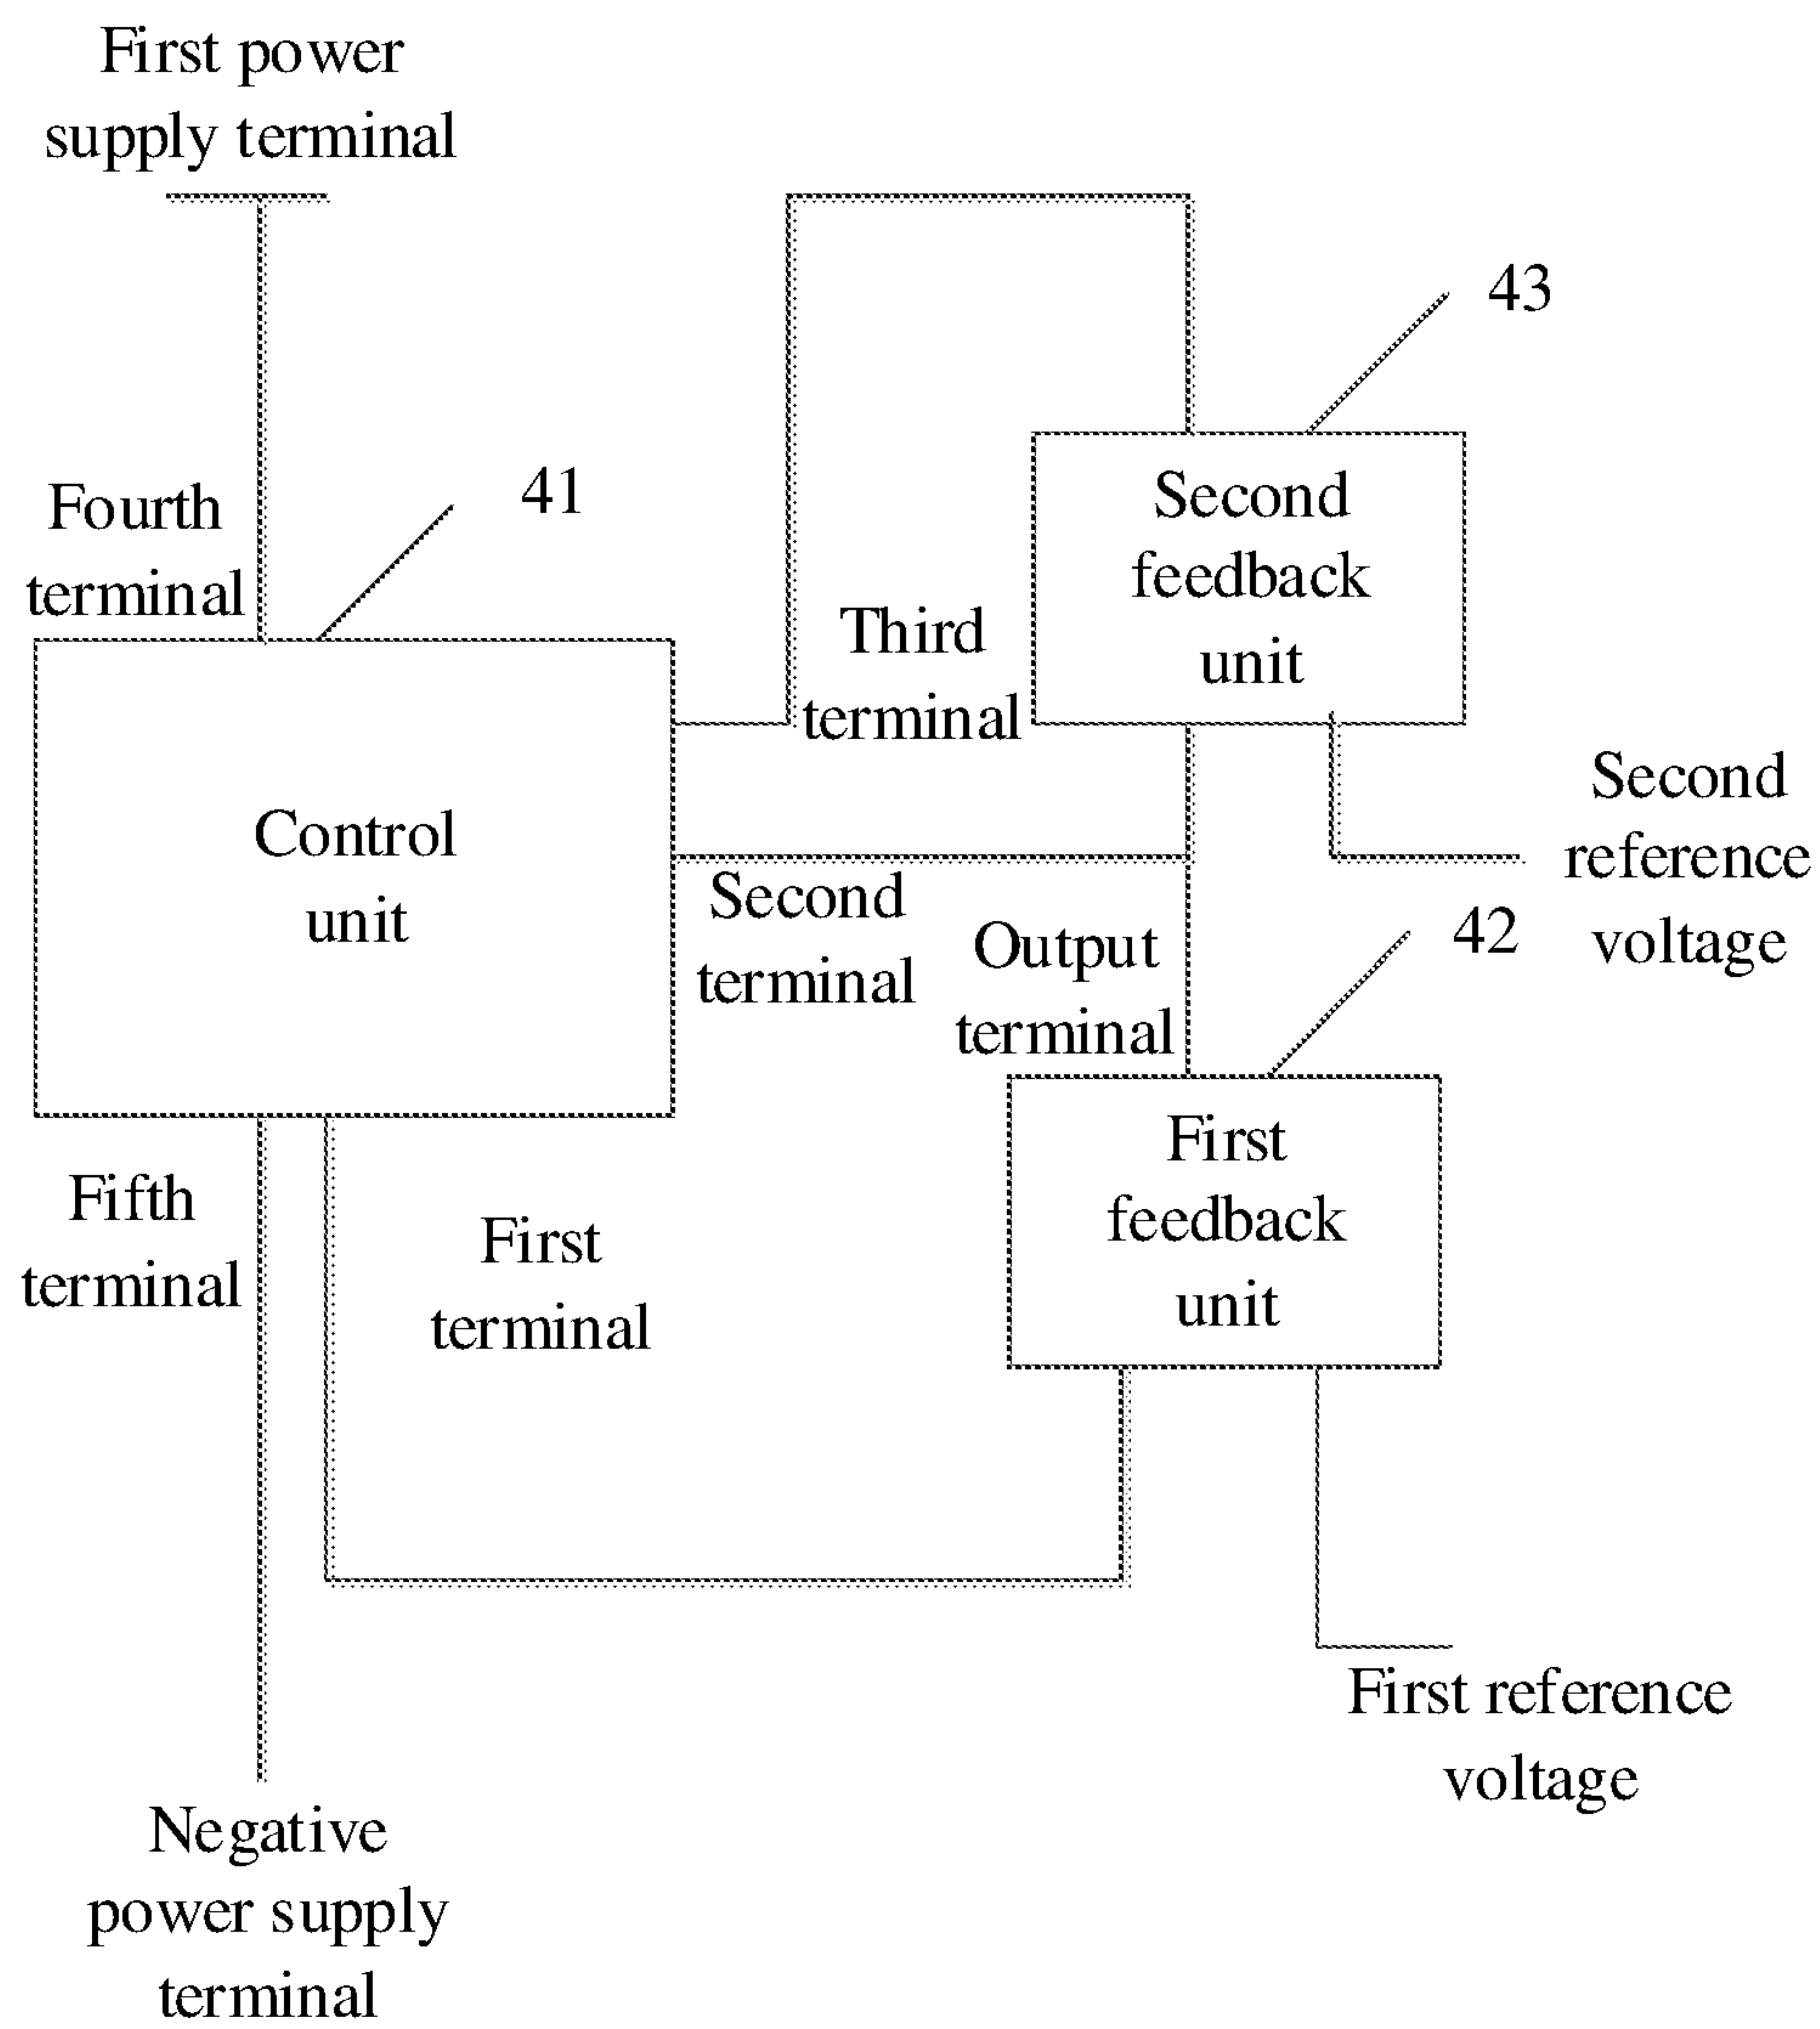 First power
supply terminal
43
41
Fourth
terminal
Second
feedback
unit
Third
terminal
Control
unit
Second
reference
voltage
Second
terminal
Output
terminal
42
First
feedback
unit
Fifth
terminal
First
terminal
First reference
voltage
Negative
power supply
terminal